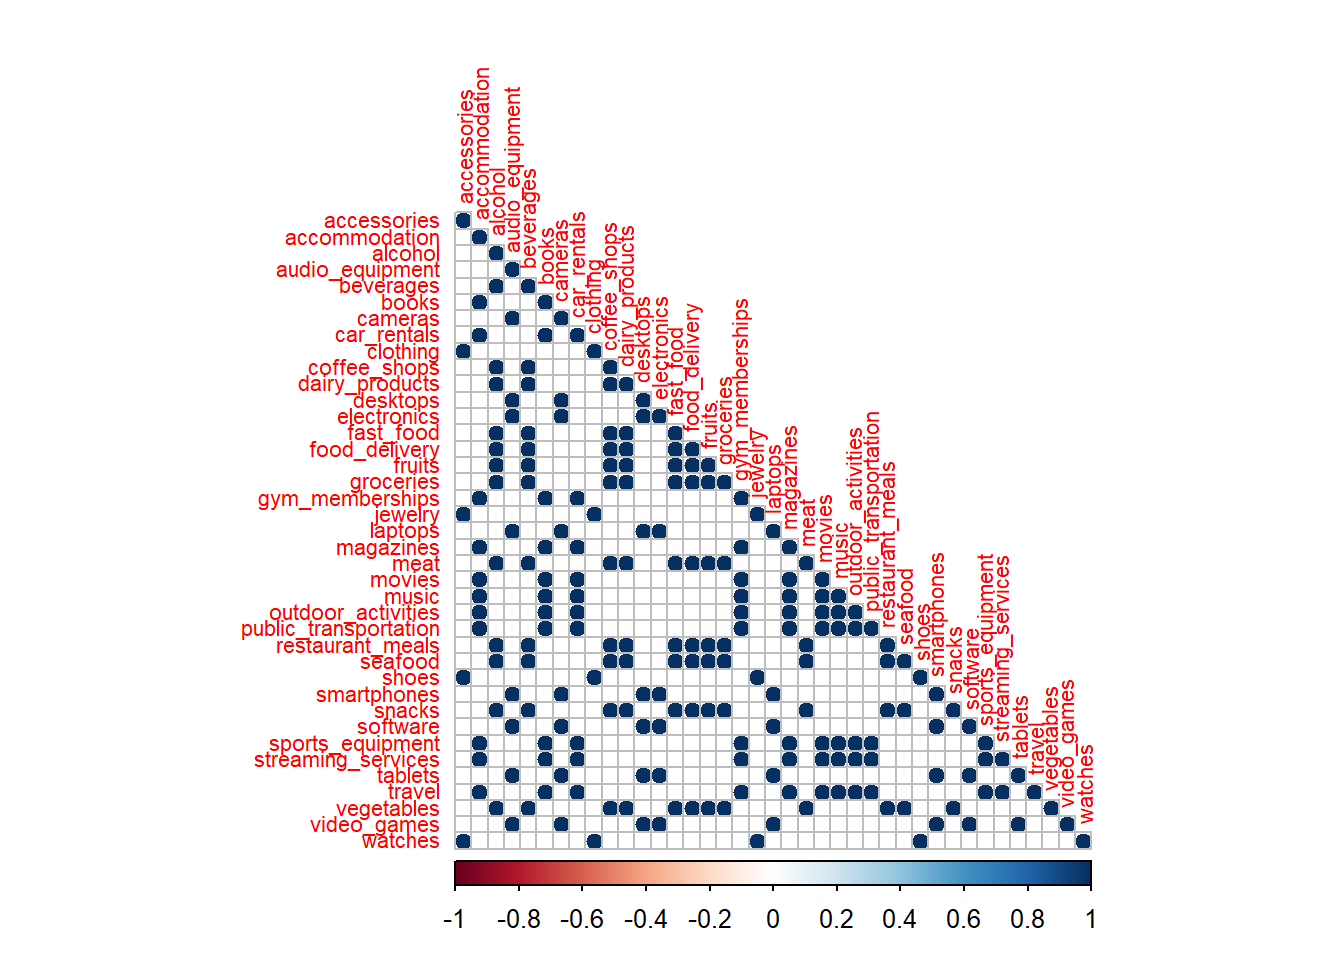 accessories
accommodation
alcohol
audio_equipment
beverages
books
cameras
car_rentals
clothing
coffee_shops
dairy_products
desktops
electronics
fast_food
food_delivery
fruits
groceries
gym_memberships
jewelry
laptops
magazines
meat
movies
music
outdoor_activities
public_transportation
restaurant_meals
seafood
shoes
smartphones
snacks
software
sports_equipment
streaming_services
tablets
travel
vegetables
video_games
watches
accessories
accommodation
alcohol
audio_equipment
beverages
books
cameras
car_rentals
clothing
coffee_shops
dairy_products
desktops
electronics
fast_food
food_delivery
fruits
groceries
gym_memberships
jewelry
laptops
magazines
meat
movies
music
outdoor_activities
public_transportation
restaurant_meals
seafood
shoes
smartphones
snacks
software
sports_equipment
streaming_services
tablets
travel
vegetables
video_games
watches
-1 -0.8 -0.6 -0.4 -0.2 0 0.2 0.4 0.6 0.8 1